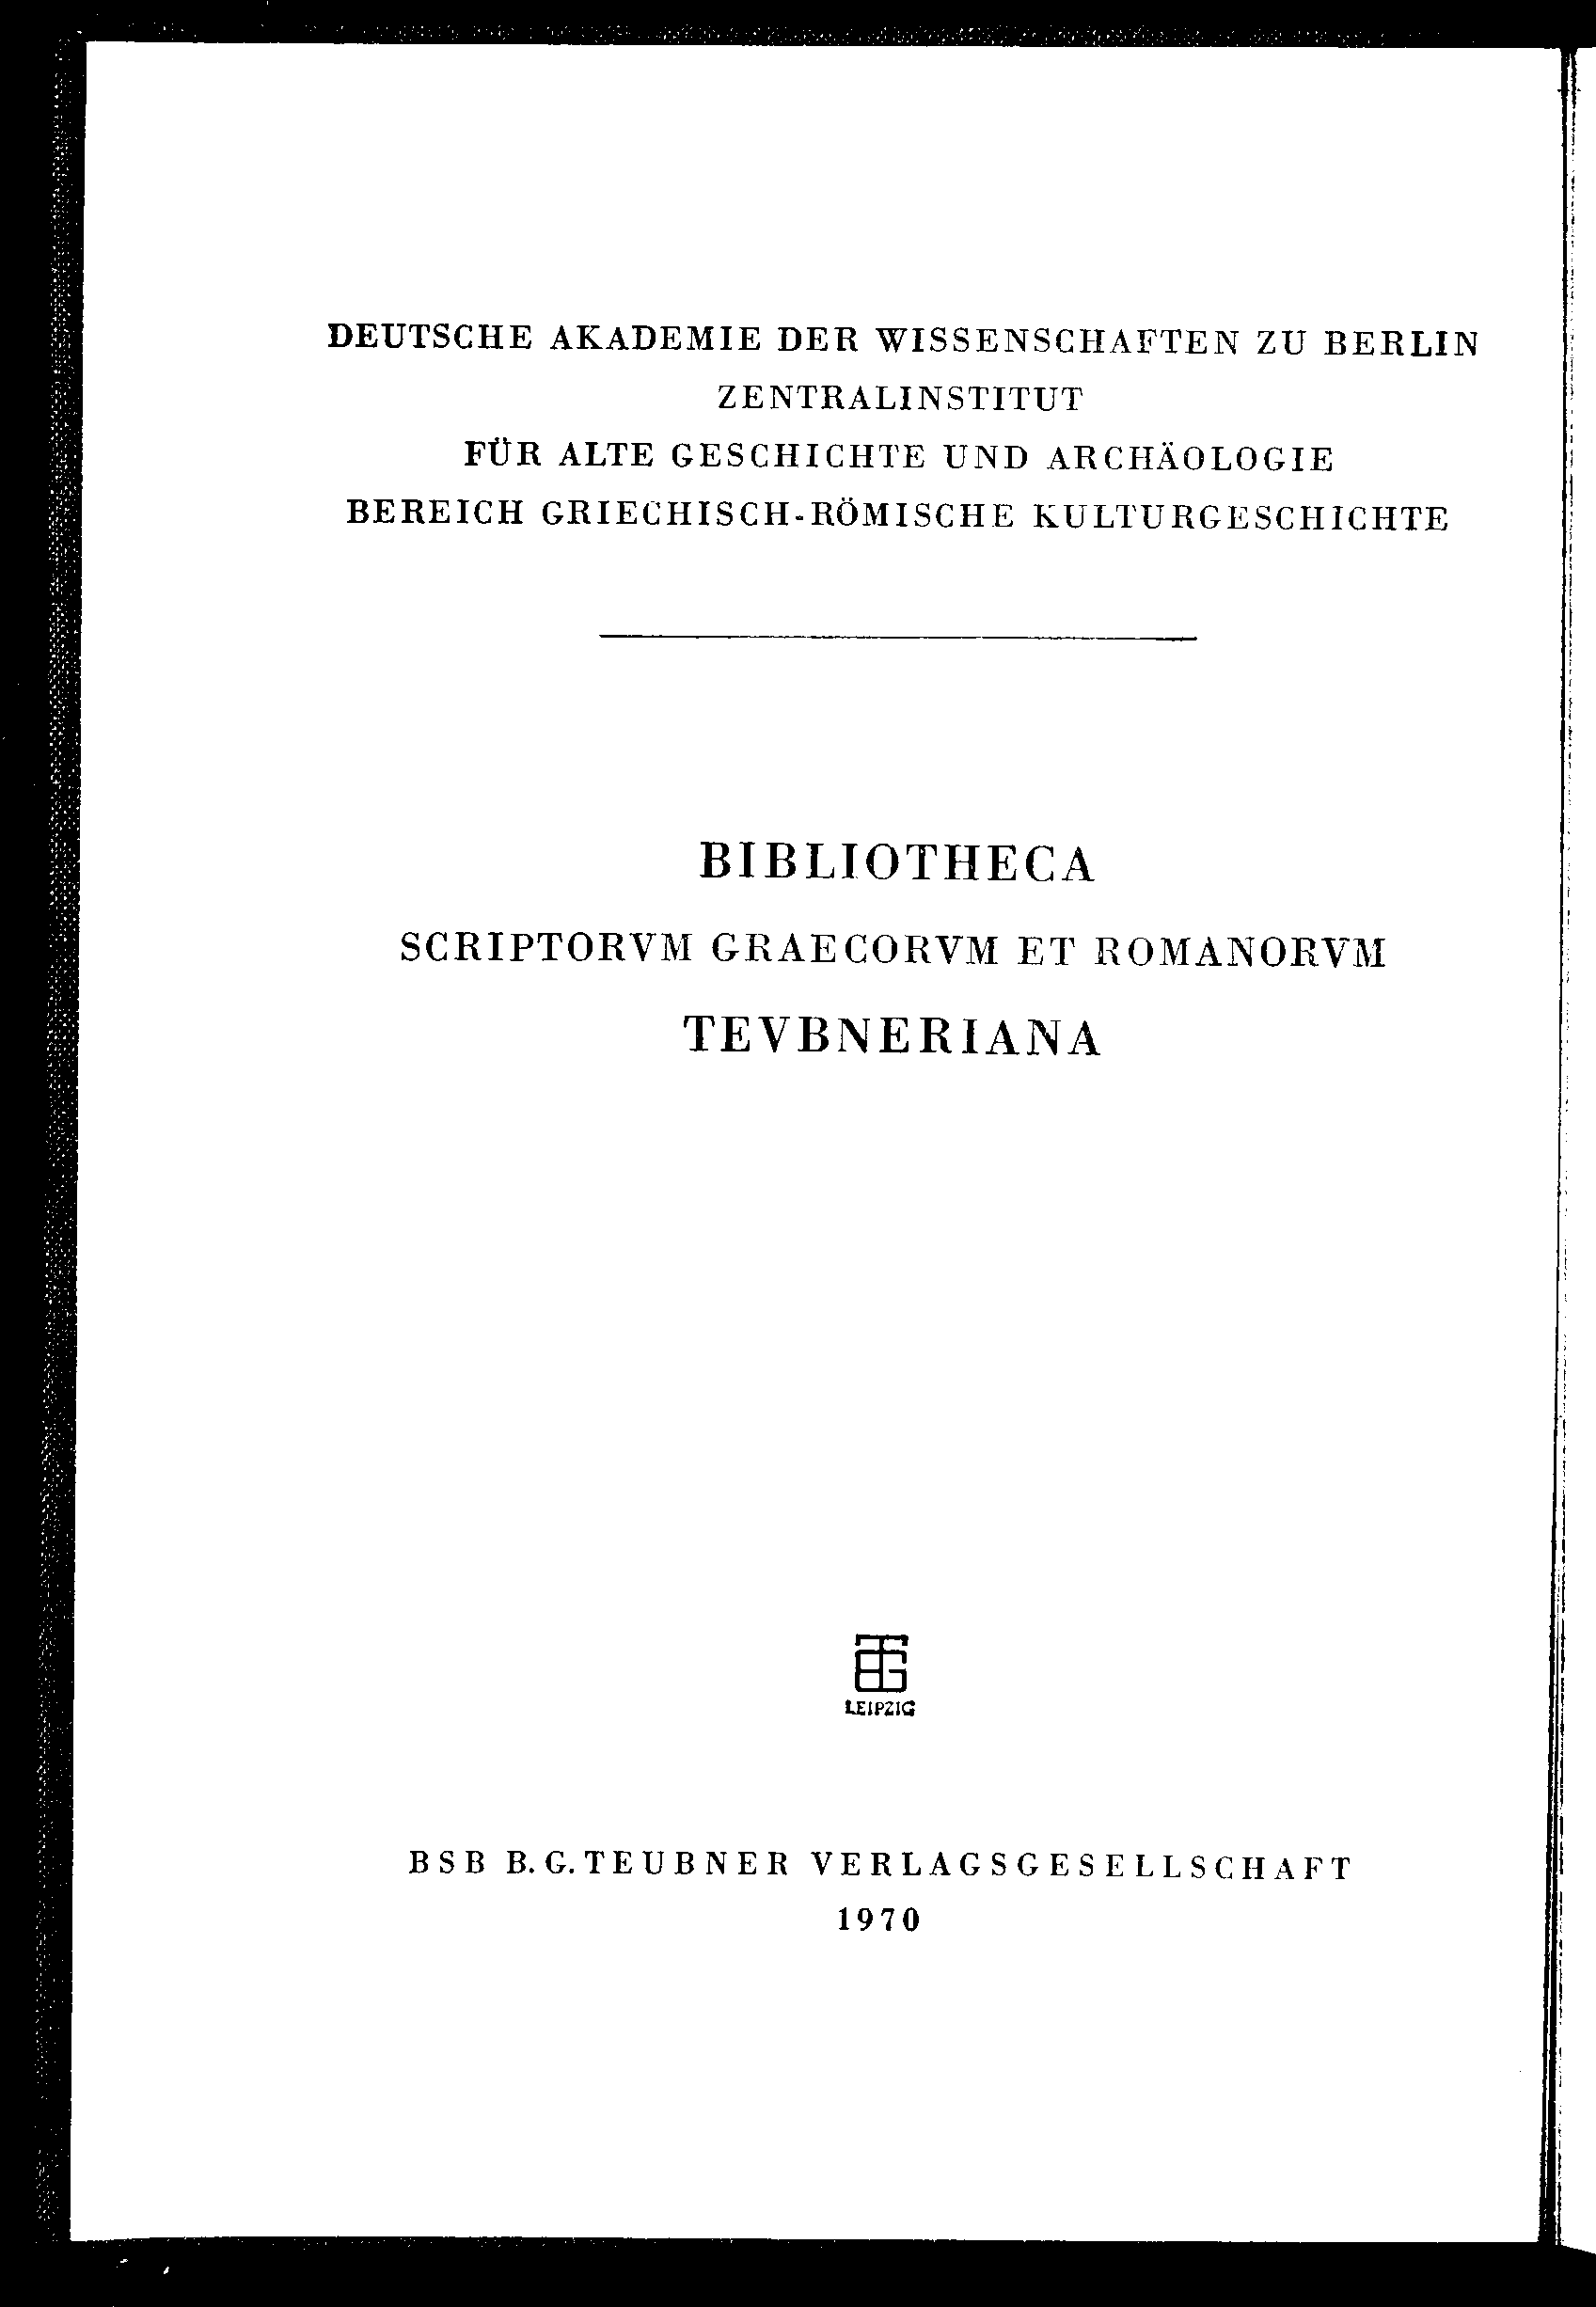 DEUTSCHE AKADEMIE DER WISSENSCHAFTEN ZU BERLIN
ZENTRALINSTITUT
FÜR ALTE GESCHICHTE UND ARCHÄOLOGIE
BEREICH GRIECHISCH-RÖMISCHE KULTURGESCHICHTE
BIBLIOTHECA
SCRIPTORVM GRAECORVM ET ROMANORVM
TEVBNERIANA
LEIPZIG
BSB B.G.TEUBNER VERLAGSGESELLSCHAFT
1970